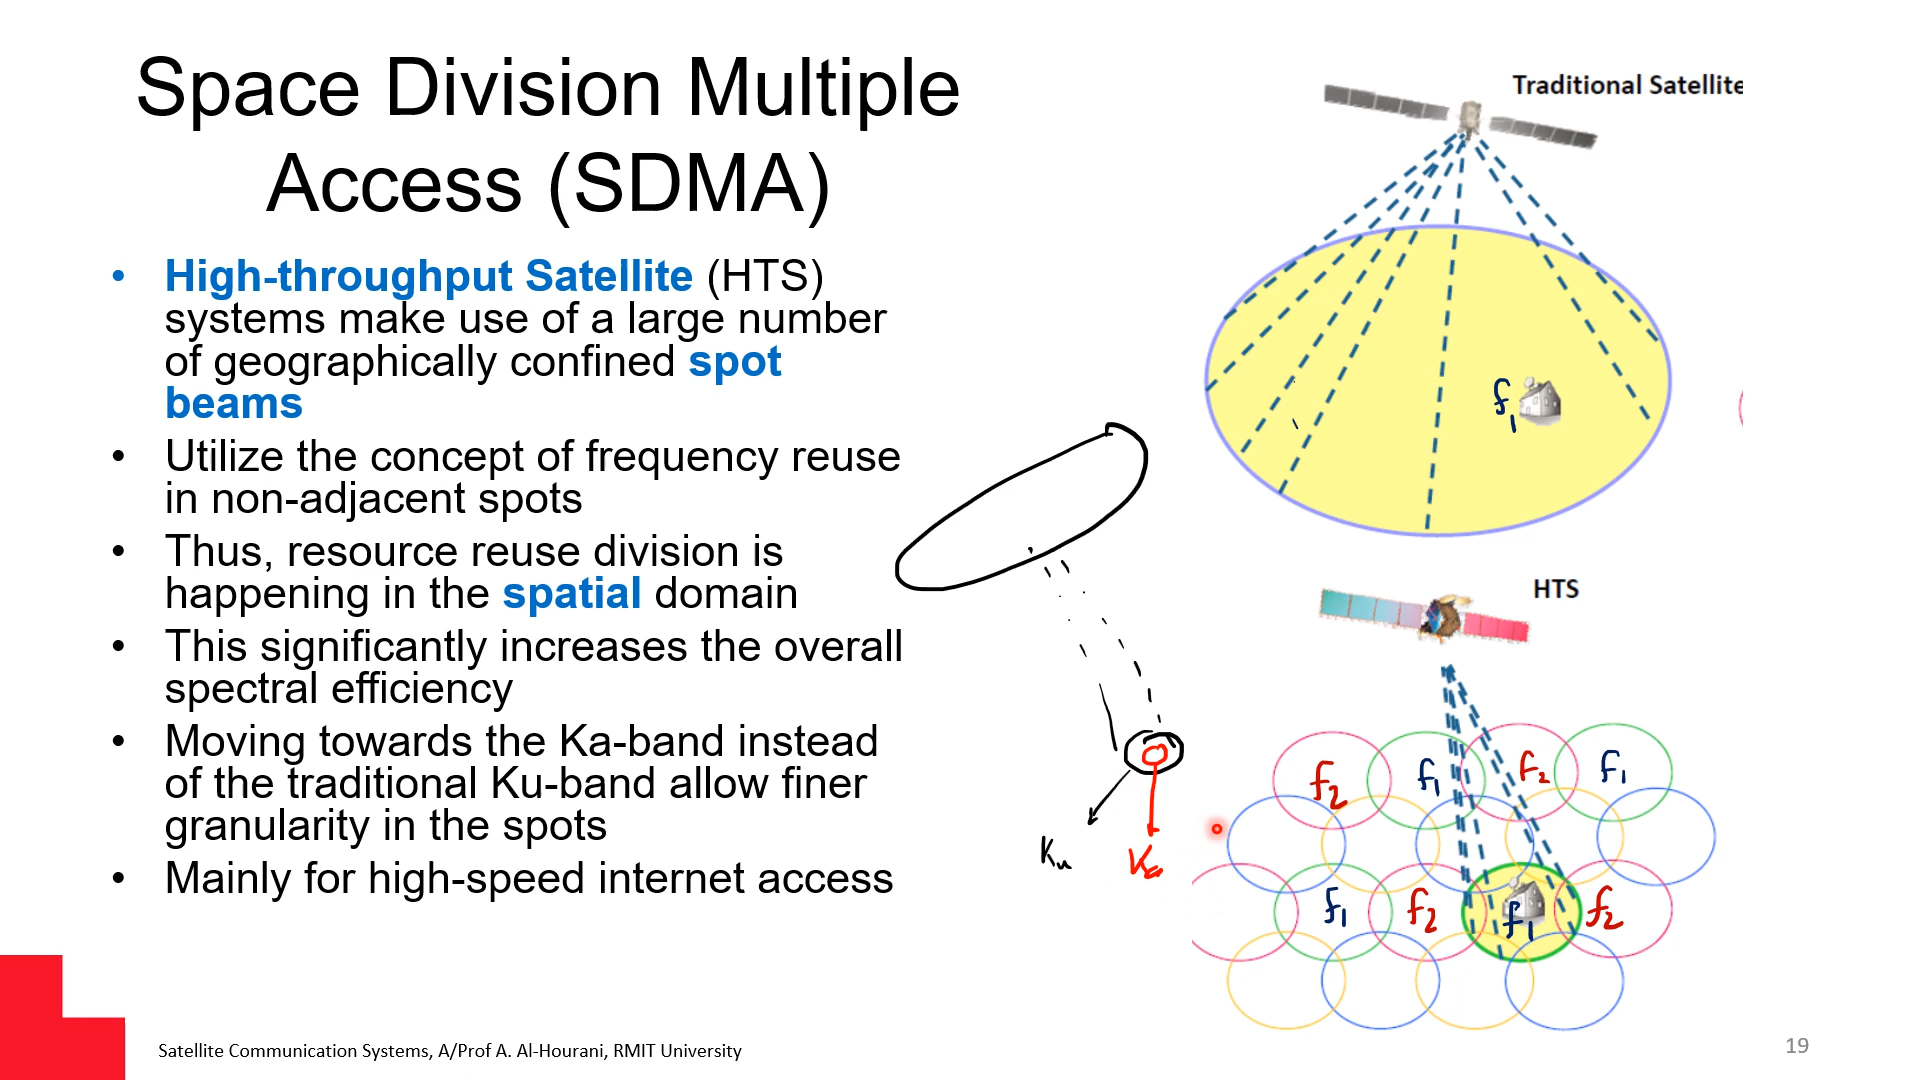 Space Division Multiple
Access (SDMA)
• High-throughput Satellite (HTS)
systems make use of a large number
of geographically confined spot
beams
• Utilize the concept of frequency reuse
in non-adjacent spots
• Thus, resource reuse division is
happening in the spatial domain
• This significantly increases the overall
spectral efficiency
• Moving towards the Ka-band instead
of the traditional Ku-band allow finer
granularity in the spots
• Mainly for high-speed internet access
Ku
Ka
Traditional Satellite
f1
HTS
f2 f1 f2 f1
f1 f2 f1 f2
Satellite Communication Systems, A/Prof A. Al-Hourani, RMIT University
19